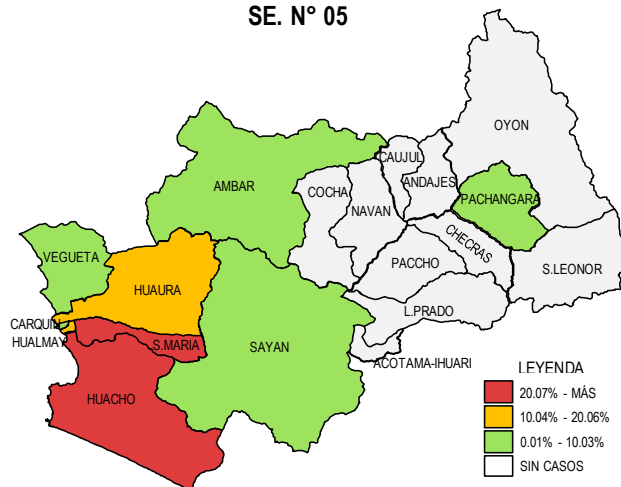 SE. N° 05
OYON
CAUJUL
ANDAJES
AMBAR
COCHA
NAVAN
PACHANGARA
CHECRAS
VEGUETA
HUAURA
PACCHO
S.LEONOR
L.PRADO
CARQUIN
HUALMAY
S.MARIA
SAYAN
ACOTAMA-IHUARI
HUACHO
LEYENDA
20.07% - MÁS
10.04% - 20.06%
0.01% - 10.03%
SIN CASOS